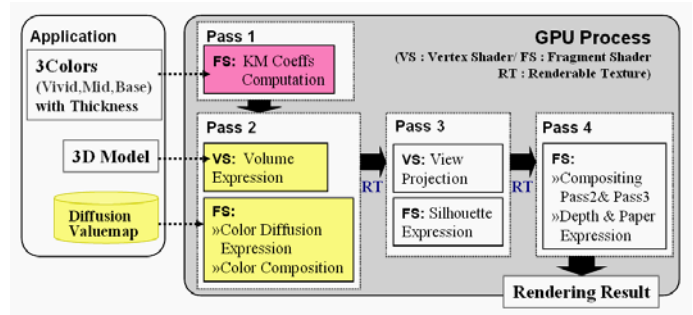 Application
3Colors
(Vivid,Mid,Base)
with Thickness
3D Model
Diffusion
Valuemap
GPU Process
(VS : Vertex Shader/ FS : Fragment Shader
RT : Renderable Texture)
Pass 1
FS: KM Coeffs
Computation
Pass 2
VS: Volume
Expression
FS:
»Color Diffusion
Expression
»Color Composition
RT
Pass 3
VS: View
Projection
FS: Silhouette
Expression
RT
Pass 4
FS:
»Compositing
Pass2& Pass3
»Depth & Paper
Expression
Rendering Result